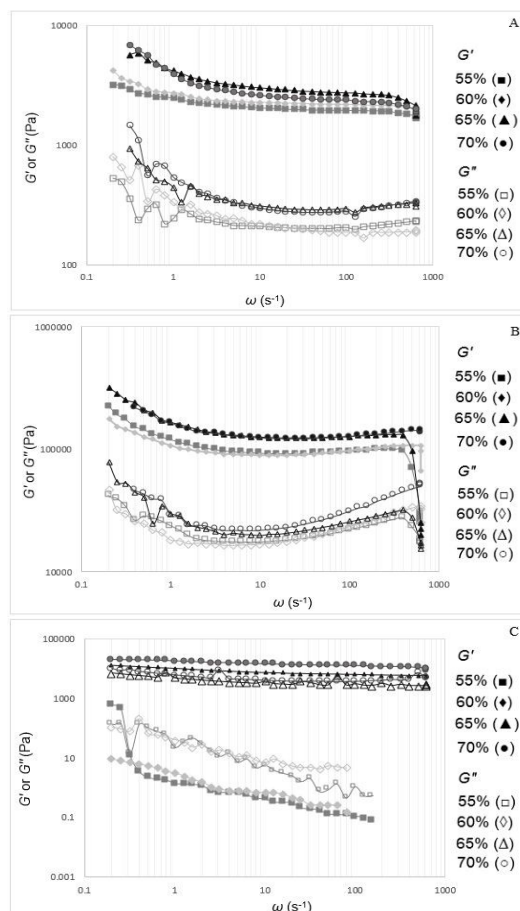 A
10000
1000
100
0.1
1
10
100
1000
G' or G" (Pa)
ω (s-1)
G'
55% (■)
60% (♦)
65% (▲)
70% (●)
G"
55% (□)
60% (◊)
65% (Δ)
70% (○)
B
1000000
100000
10000
0.1
1
10
100
1000
G' or G" (Pa)
ω (s-1)
G'
55% (■)
60% (♦)
65% (▲)
70% (●)
G"
55% (□)
60% (◊)
65% (Δ)
70% (○)
C
100000
1000
10
0.1
0.001
0.1
1
10
100
1000
G' or G" (Pa)
ω (s-1)
G'
55% (■)
60% (♦)
65% (▲)
70% (●)
G"
55% (□)
60% (◊)
65% (Δ)
70% (○)